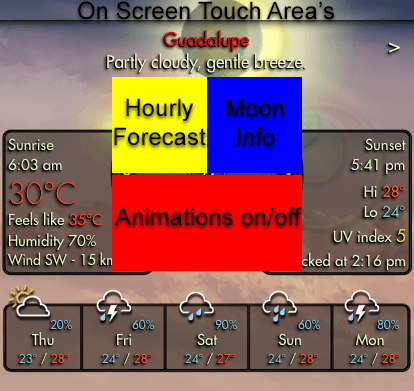 On Screen Touch Area's
Guadalupe
>
Partly cloudy, gentle breeze.
Hourly
Forecast
Moon
Info
Animations on/off
Sunrise
6:03 am
30°C
Feels like 35°C
Humidity 70%
Wind SW - 15 k
Sunset
5:41 pm
Hi 28°
Lo 24°
UV index 5
cked at 2:16 pm
20%
Thu
23° / 28°
60%
Fri
24° / 28°
90%
Sat
24° / 27°
60%
Sun
24° / 28°
80%
Mon
24° / 28°